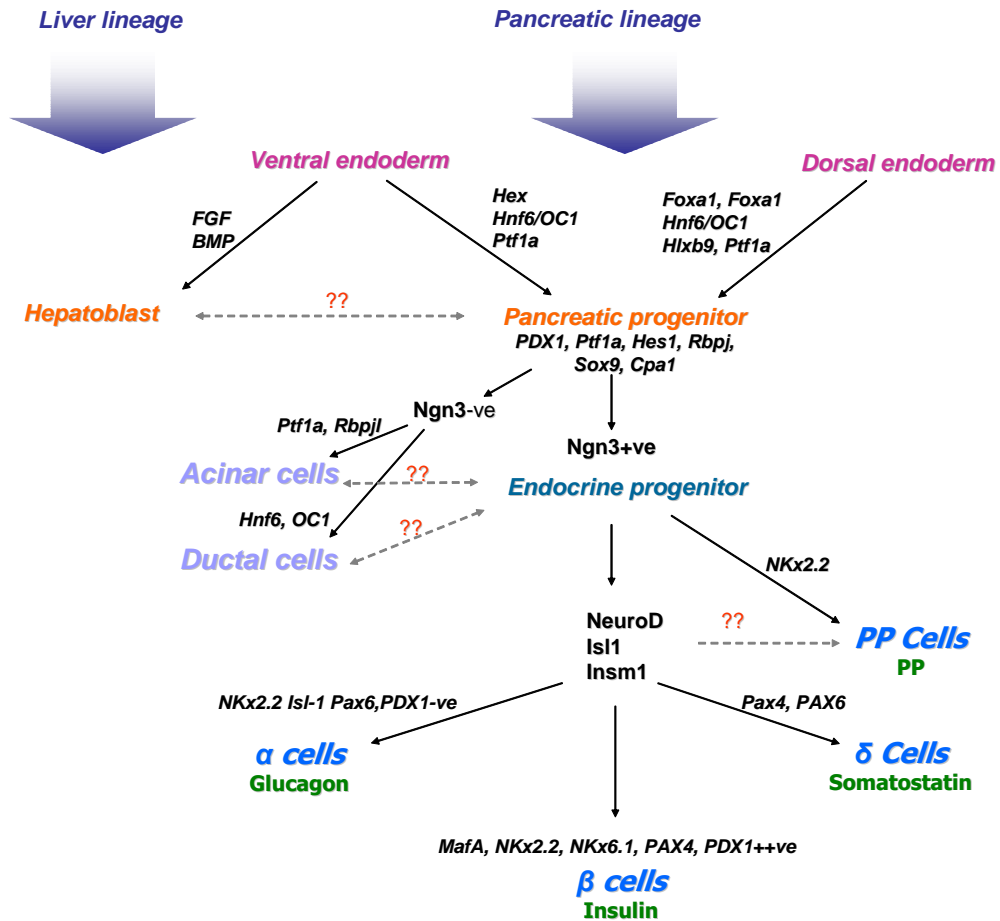 Liver lineage
Pancreatic lineage
Ventral endoderm
Dorsal endoderm
FGF
BMP
Hex
Hnf6/OC1
Ptf1a
Foxa1, Foxa1
Hnf6/OC1
Hlxb9, Ptf1a
Hepatoblast
??
Pancreatic progenitor
PDX1, Ptf1a, Hes1, Rbpj,
Sox9, Cpa1
Ngn3-ve
Ptf1a, Rbpjl
Ngn3+ve
Acinar cells
??
Endocrine progenitor
Hnf6, OC1
??
Ductal cells
NKx2.2
NeuroD
Isl1
Insm1
??
PP Cells
PP
NKx2.2 Isl-1 Pax6,PDX1-ve
Pax4, PAX6
α cells
Glucagon
δ Cells
Somatostatin
MafA, NKx2.2, NKx6.1, PAX4, PDX1++ve
β cells
Insulin